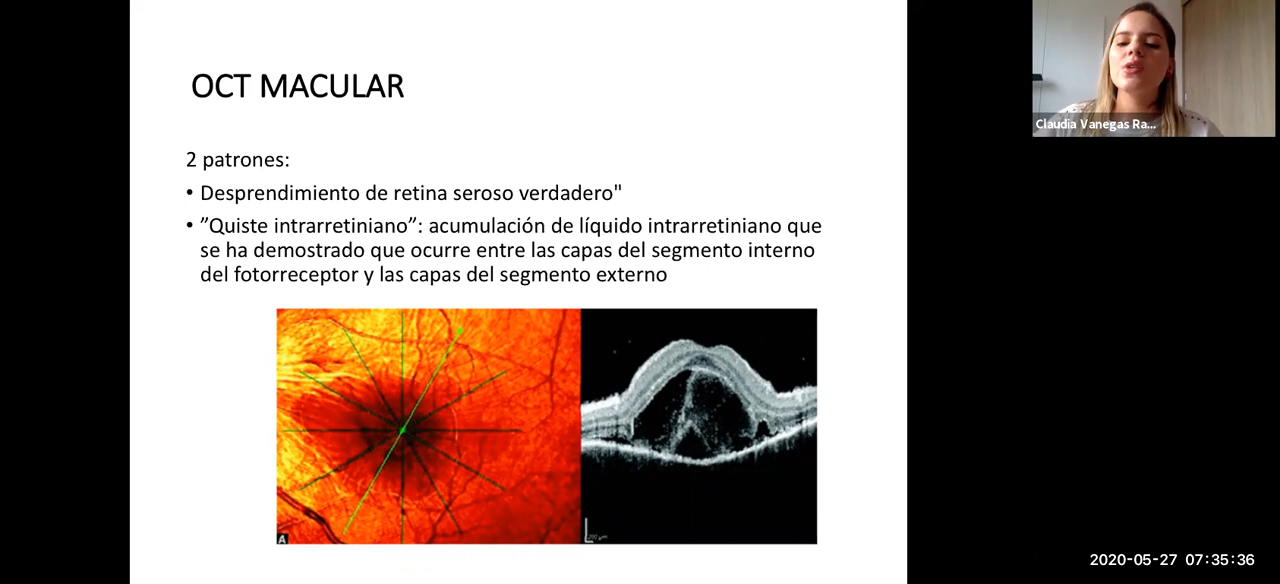 OCT MACULAR
2 patrones:
• Desprendimiento de retina seroso verdadero"
• ”Quiste intrarretiniano”: acumulación de líquido intrarretiniano que
se ha demostrado que ocurre entre las capas del segmento interno
del fotorreceptor y las capas del segmento externo
A
200 µm
Claudia Vanegas Ra...
2020-05-27 07:35:36